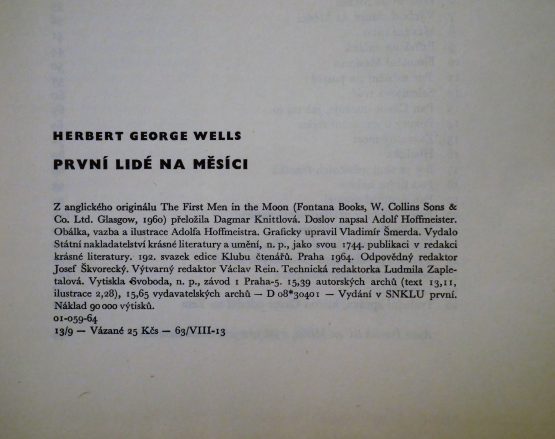 HERBERT GEORGE WELLS
PRVNÍ LIDÉ NA MĚSÍCI
Z anglického originálu The First Men in the Moon (Fontana Books, W. Collins Sons &
Co. Ltd. Glasgow, 1960) přeložila Dagmar Knittlová. Doslov napsal Adolf Hoffmeister.
Obálka, vazba a ilustrace Adolfa Hoffmeistra. Graficky upravil Vladimír Šmerda. Vydalo
Státní nakladatelství krásné literatury a umění, n. p., jako svou 1744. publikaci v redakci
krásné literatury. 192. svazek edice Klubu čtenářů. Praha 1964. Odpovědný redaktor
Josef Škvorecký. Výtvarný redaktor Václav Rein. Technická redaktorka Ludmila Zaple-
talová. Vytiskla Svoboda, n. p., závod 1 Praha-5. 15,39 autorských archů (text 13,11,
ilustrace 2,28), 15,65 vydavatelských archů — D 08*30401 — Vydání v SNKLU první.
Náklad 90 000 výtisků.
01-059-64
13/9 — Vázané 25 Kčs — 63/VIII-13